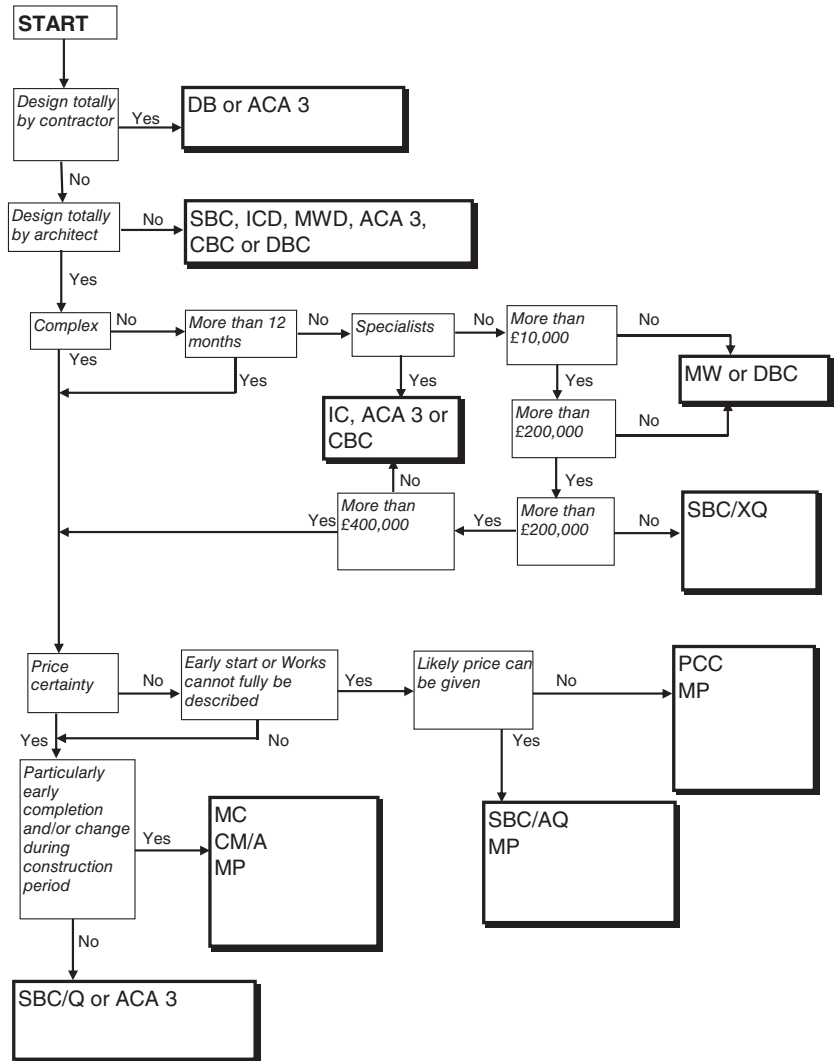 START
Design totally
by contractor
Yes
DB or ACA 3
No
Design totally
by architect
No
SBC, ICD, MWD, ACA 3,
CBC or DBC
Yes
Complex
No
More than 12
months
No
Specialists
No
More than
£10,000
No
Yes
Yes
Yes
Yes
MW or DBC
IC, ACA 3 or
CBC
More than
£200,000
No
No
Yes
More than
£400,000
Yes
Yes
More than
£200,000
No
SBC/XQ
Price
certainty
No
Early start or Works
cannot fully be
described
Yes
Likely price can
be given
No
PCC
MP
Yes
No
Yes
Particularly
early
completion
and/or change
during
construction
period
Yes
MC
CM/A
MP
SBC/AQ
MP
No
SBC/Q or ACA 3